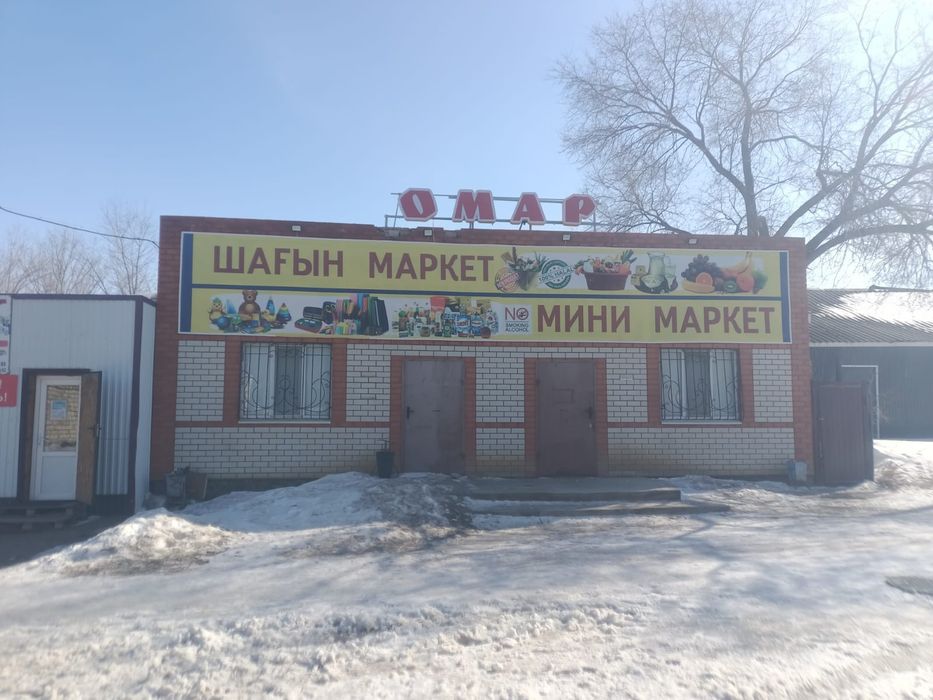 ОМАР
ШАҒЫН МАРКЕТ
NO
SMOKING
ALCOHOL
МИНИ МАРКЕТ